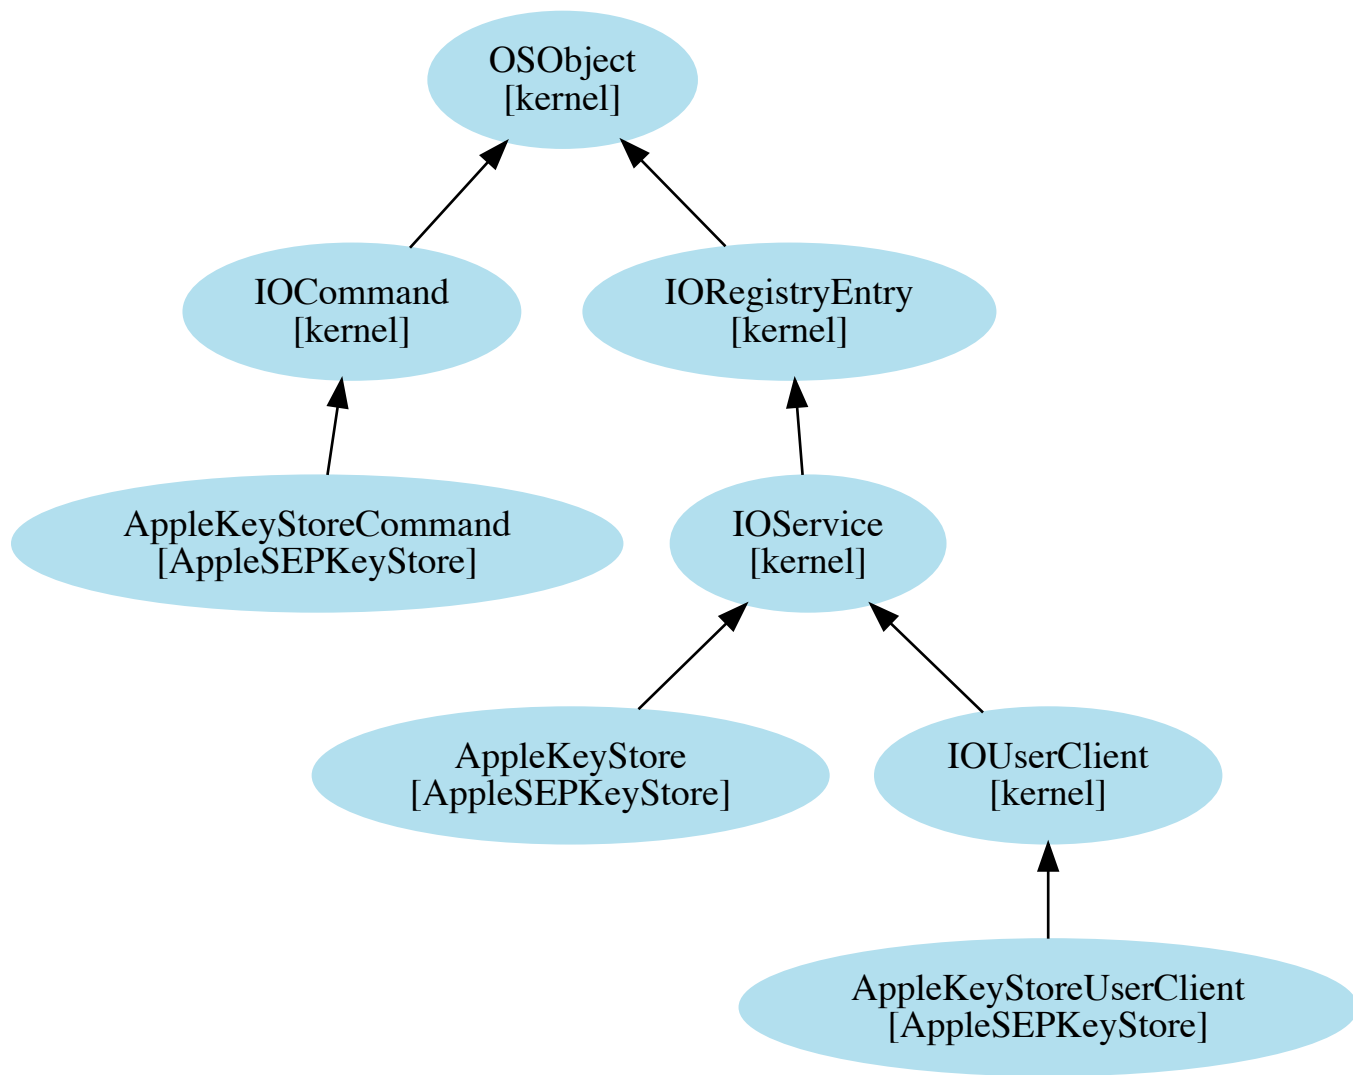 OSObject
[kernel]
IOCommand
[kernel]
IORegistryEntry
[kernel]
AppleKeyStoreCommand
[AppleSEPKeyStore]
IOService
[kernel]
AppleKeyStore
[AppleSEPKeyStore]
IOUserClient
[kernel]
AppleKeyStoreUserClient
[AppleSEPKeyStore]